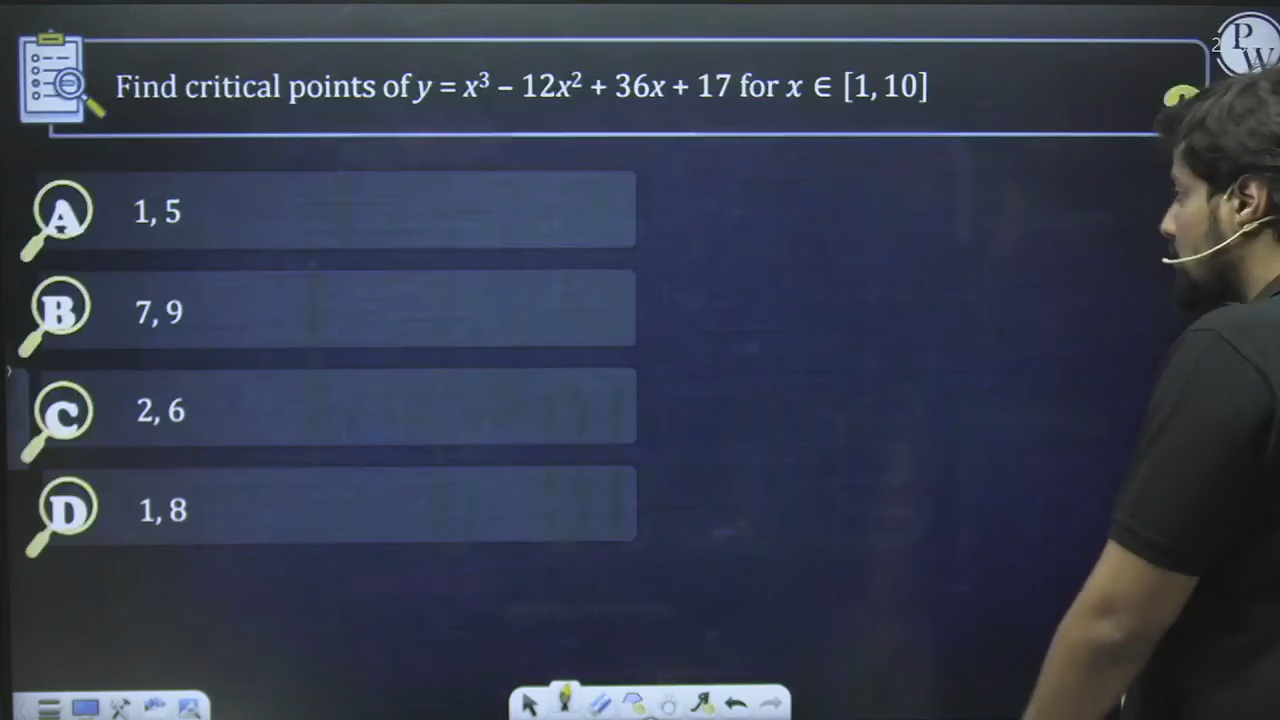 P
W
2
Find critical points of y = x³ – 12x² + 36x + 17 for x ∈ [1, 10]
A 1, 5
B 7, 9
C 2, 6
D 1, 8